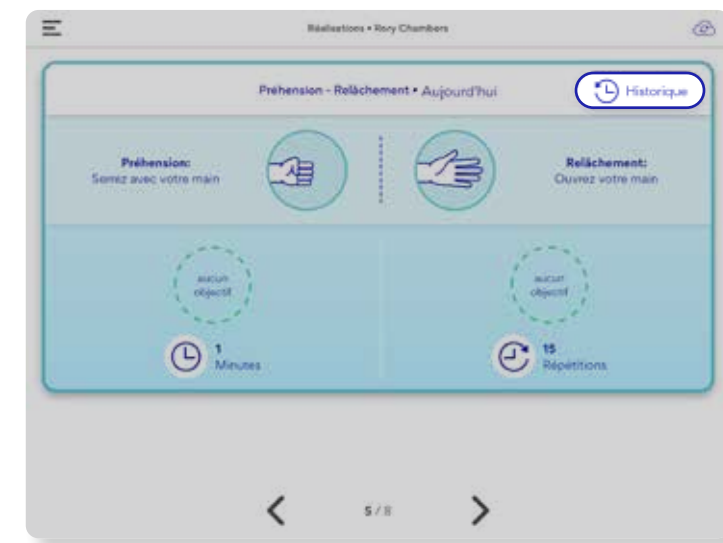 Réalisations • Rory Chambers
Préhension - Relâchement • Aujourd'hui
Historique
Préhension:
Serrez avec votre main
Relâchement:
Ouvrez votre main
aucun
objectif
1
Minutes
aucun
objectif
15
Répétitions
5 / 8